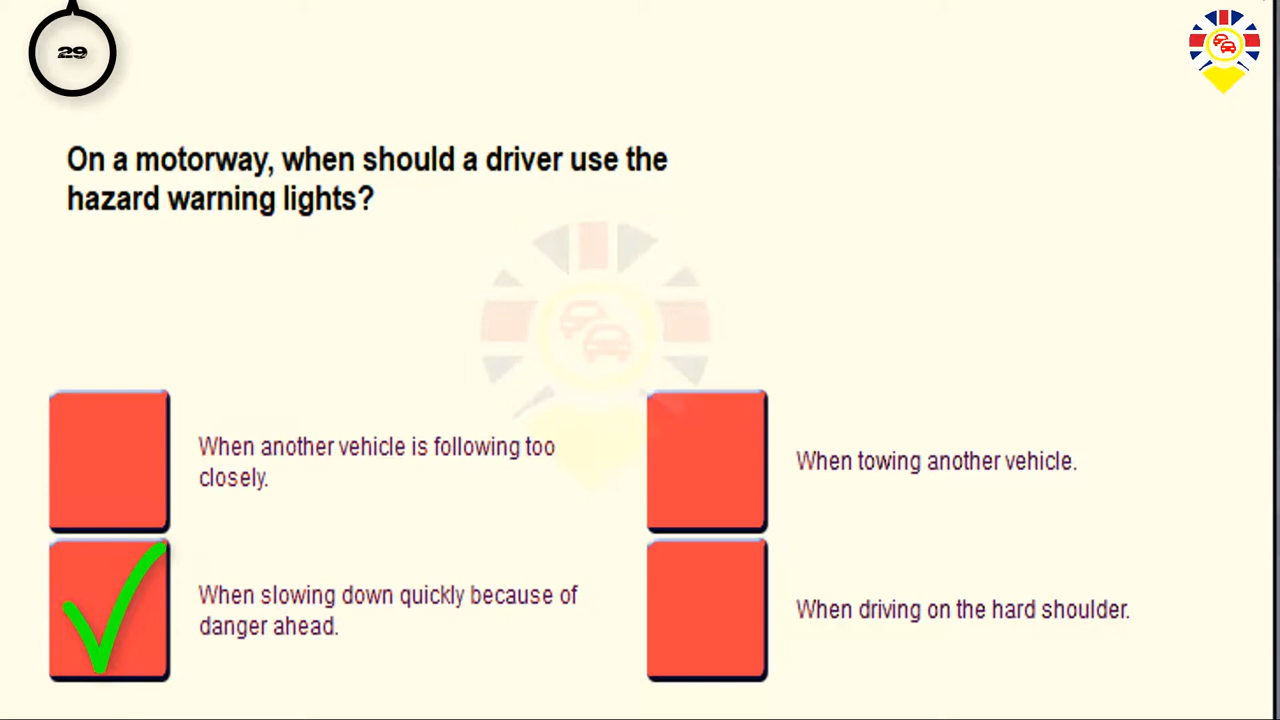 29
On a motorway, when should a driver use the
hazard warning lights?
When another vehicle is following too
closely.
When towing another vehicle.
When slowing down quickly because of
danger ahead.
When driving on the hard shoulder.